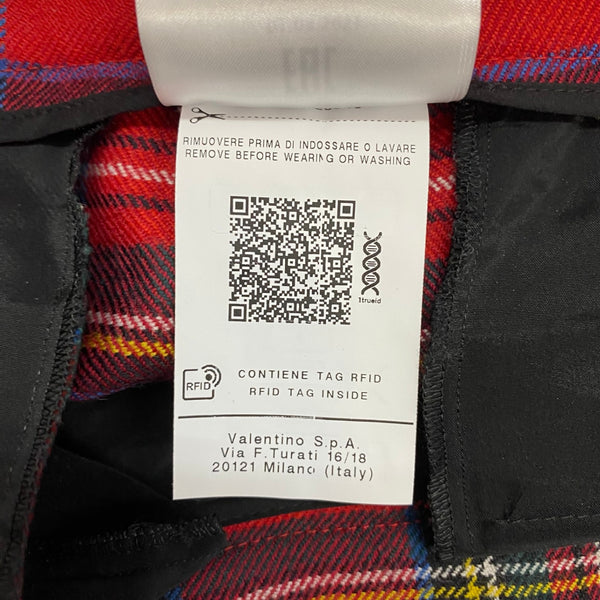 RIMUOVERE PRIMA DI INDOSSARE O LAVARE
REMOVE BEFORE WEARING OR WASHING
1trueid
RFID
CONTIENE TAG RFID
RFID TAG INSIDE
Valentino S.p.A.
Via F.Turati 16/18
20121 Milano (Italy)